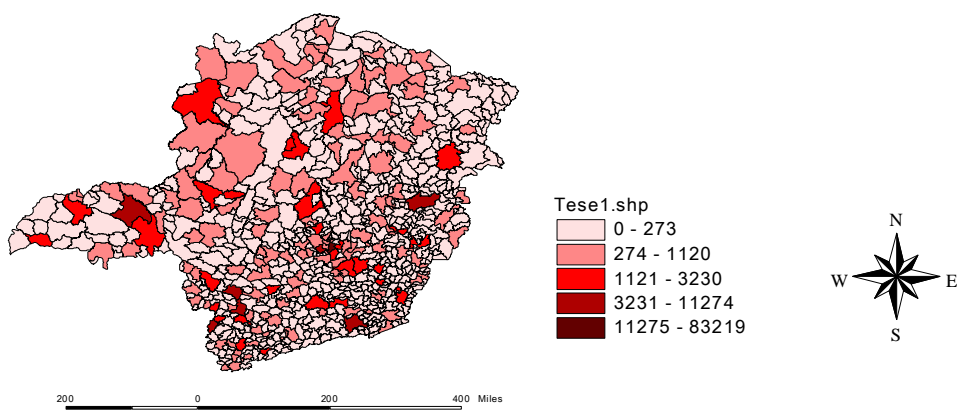 Tese1.shp
0 - 273
274 - 1120
1121 - 3230
3231 - 11274
11275 - 83219
N
W E
S
200 0 200 400 Miles